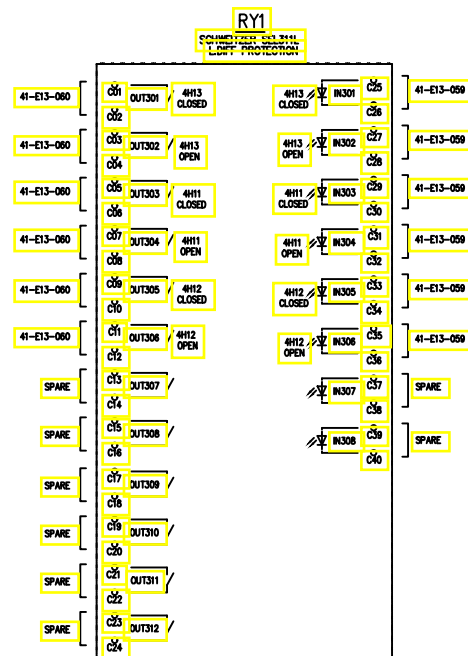 RY1
SCHWEITZER SEL311L
L.DIFF PROTECTION
41-E13-060 C01 OUT301 4H13 CLOSED C02
41-E13-060 C03 OUT302 4H13 OPEN C04
41-E13-060 C05 OUT303 4H11 CLOSED C06
41-E13-060 C07 OUT304 4H11 OPEN C08
41-E13-060 C09 OUT305 4H12 CLOSED C10
41-E13-060 C11 OUT306 4H12 OPEN C12
SPARE C13 OUT307 C14
SPARE C15 OUT308 C16
SPARE C17 OUT309 C18
SPARE C19 OUT310 C20
SPARE C21 OUT311 C22
SPARE C23 OUT312 C24
4H13 CLOSED IN301 C25 41-E13-059 C26
4H13 OPEN IN302 C27 41-E13-059 C28
4H11 CLOSED IN303 C29 41-E13-059 C30
4H11 OPEN IN304 C31 41-E13-059 C32
4H12 CLOSED IN305 C33 41-E13-059 C34
4H12 OPEN IN306 C35 41-E13-059 C36
IN307 C37 SPARE C38
IN308 C39 SPARE C40